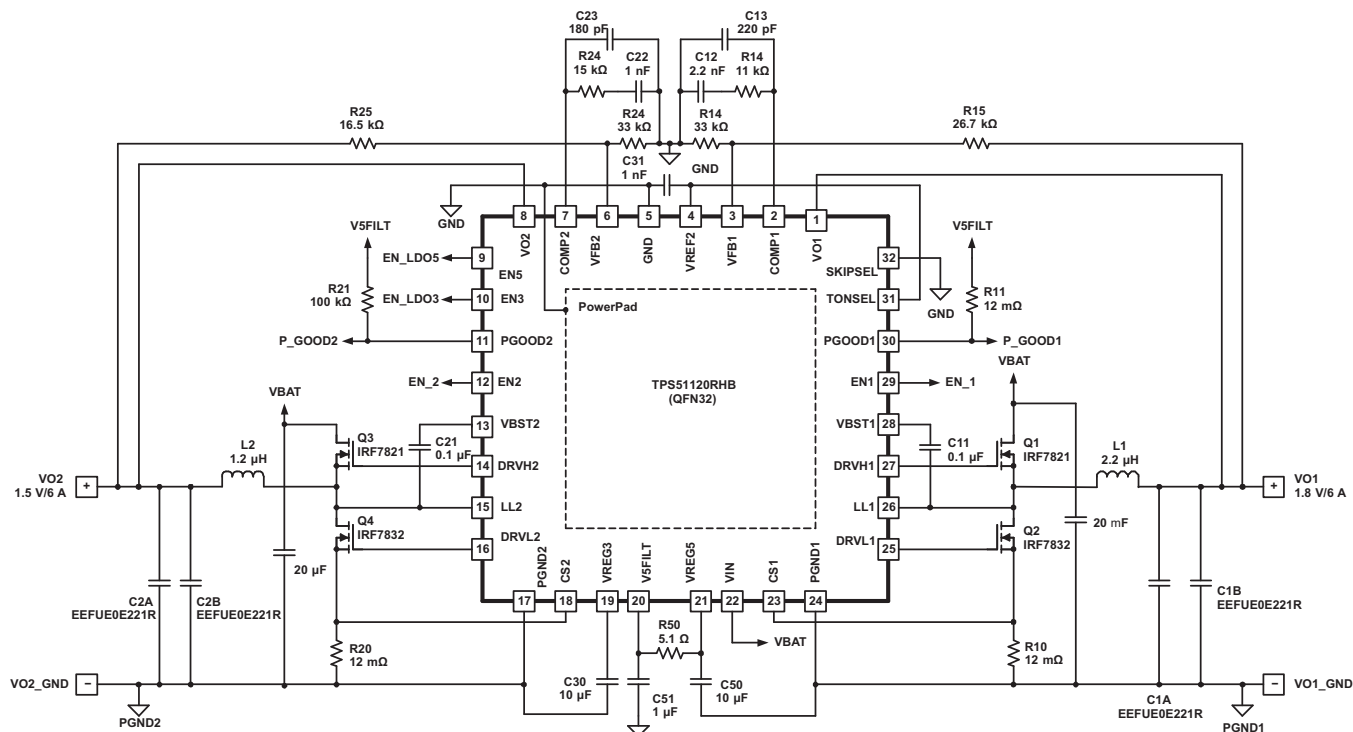 C23
180 pF
C13
220 pF
R24
15 kΩ
C22
1 nF
C12
2.2 nF
R14
11 kΩ
R25
16.5 kΩ
R24
33 kΩ
R14
33 kΩ
R15
26.7 kΩ
C31
1 nF
GND
GND
8
7
6
5
4
3
2
1
VO2
COMP2
VFB2
GND
VREF2
VFB1
COMP1
VO1
V5FILT
V5FILT
EN_LDO5
9
EN5
SKIPSEL
32
R21
100 kΩ
EN_LDO3
10
EN3
TONSEL
31
GND
R11
12 mΩ
PowerPad
P_GOOD2
11
PGOOD2
PGOOD1
30
P_GOOD1
TPS51120RHB
(QFN32)
VBAT
EN_2
12
EN2
EN1
29
EN_1
VBAT
13
VBST2
VBST1
28
Q3
IRF7821
C21
0.1 µF
C11
0.1 µF
Q1
IRF7821
L2
1.2 µH
14
DRVH2
DRVH1
27
L1
2.2 µH
VO2
+
1.5 V/6 A
VO1
+
1.8 V/6 A
15
LL2
LL1
26
Q4
IRF7832
16
DRVL2
DRVL1
25
Q2
IRF7832
20 µF
20 mF
PGND2
CS2
VREG3
V5FILT
VREG5
VIN
CS1
PGND1
C2A
EEFUE0E221R
C2B
EEFUE0E221R
C1B
EEFUE0E221R
17
18
19
20
21
22
23
24
R50
5.1 Ω
VBAT
R20
12 mΩ
R10
12 mΩ
VO2_GND
–
VO1_GND
–
C30
10 µF
C51
1 µF
C50
10 µF
C1A
EEFUE0E221R
PGND2
PGND1